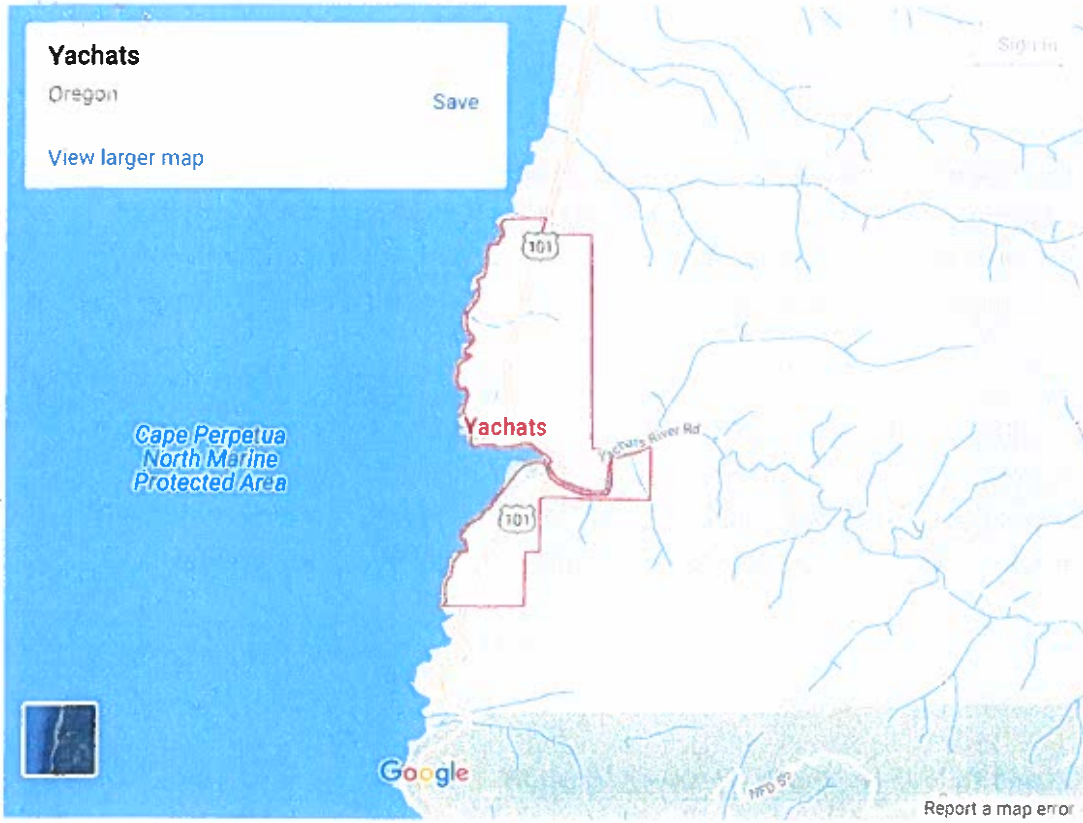 Yachats
Oregon
Save
View larger map
Sign in
101
Yachats
Yachats River Rd
Cape Perpetua
North Marine
Protected Area
101
Google
Report a map error